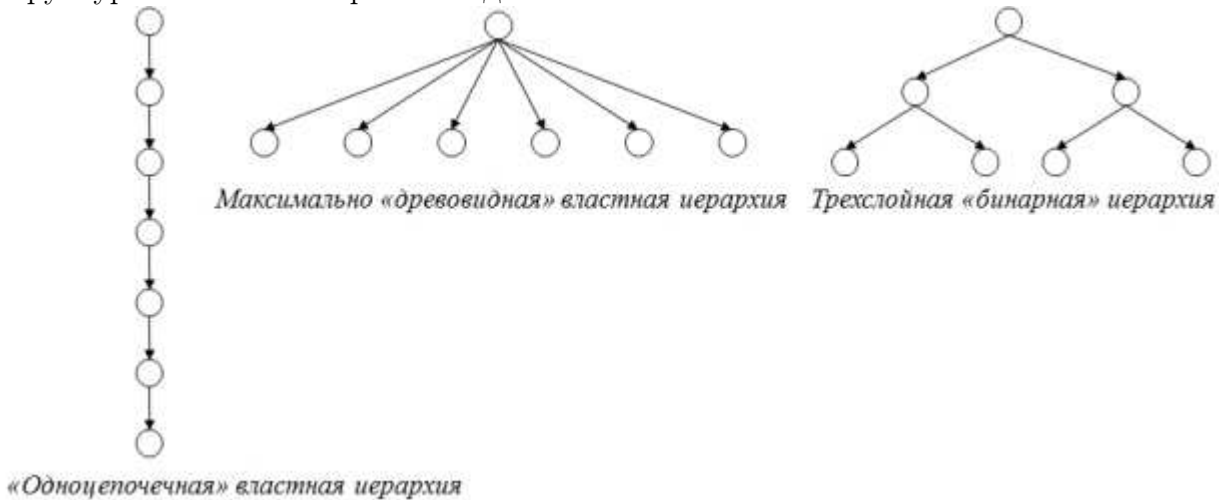 Максимально «древовидная» властная иерархия
Трехслойная «бинарная» иерархия
«Одноцепочечная» властная иерархия